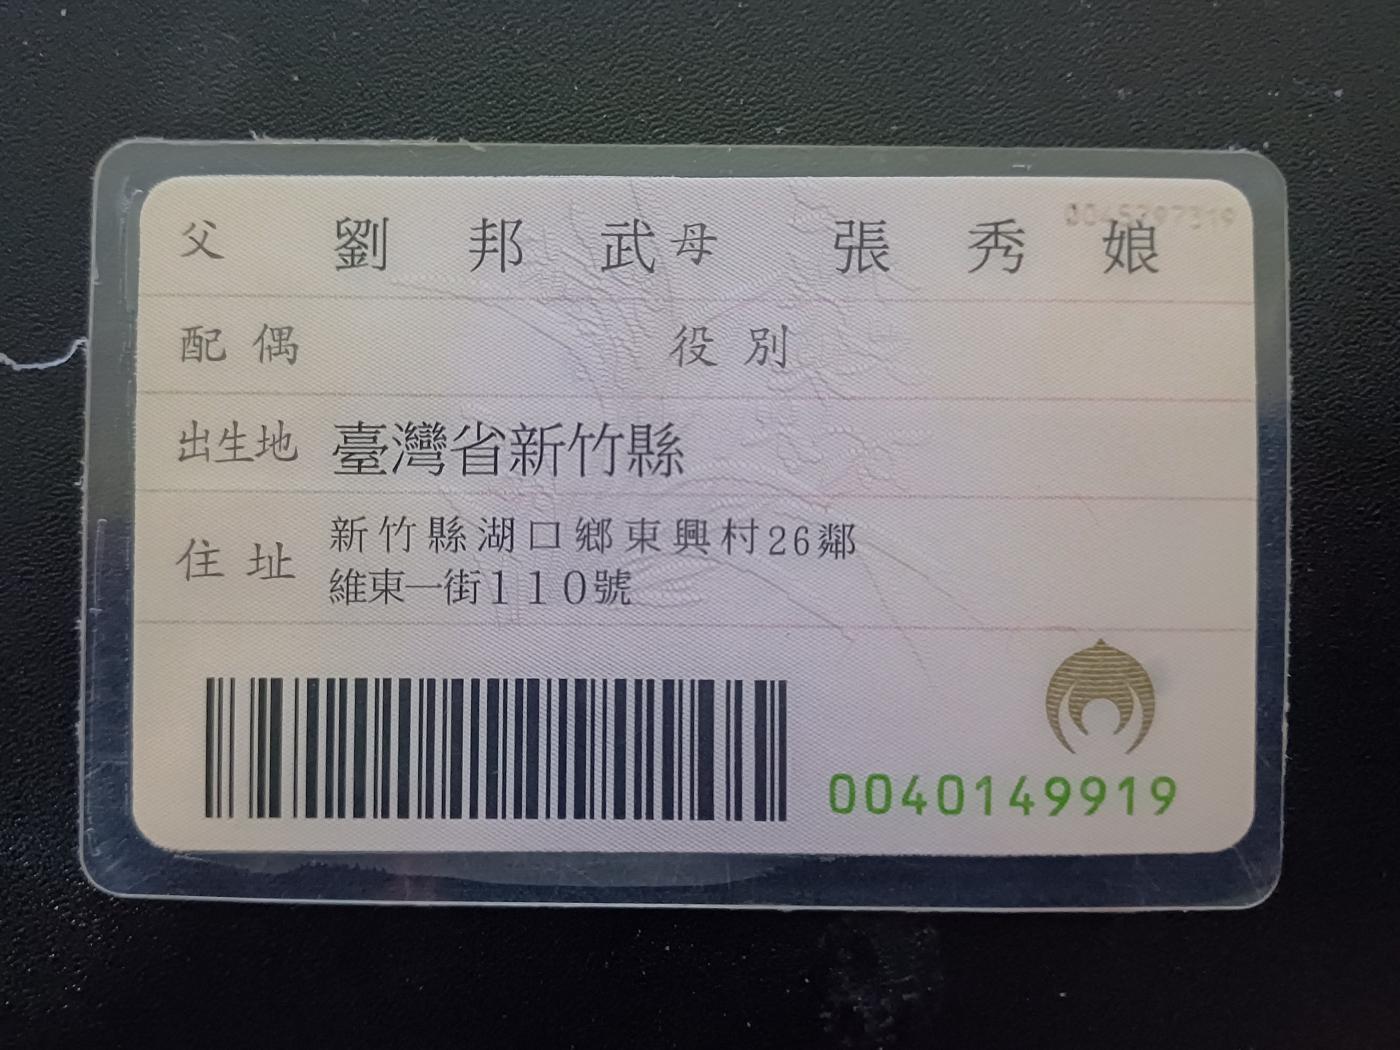 0045297319
父 劉邦武 母 張秀娘
配偶 役別
出生地 臺灣省新竹縣
住址 新竹縣湖口鄉東興村26鄰
維東一街110號
0040149919